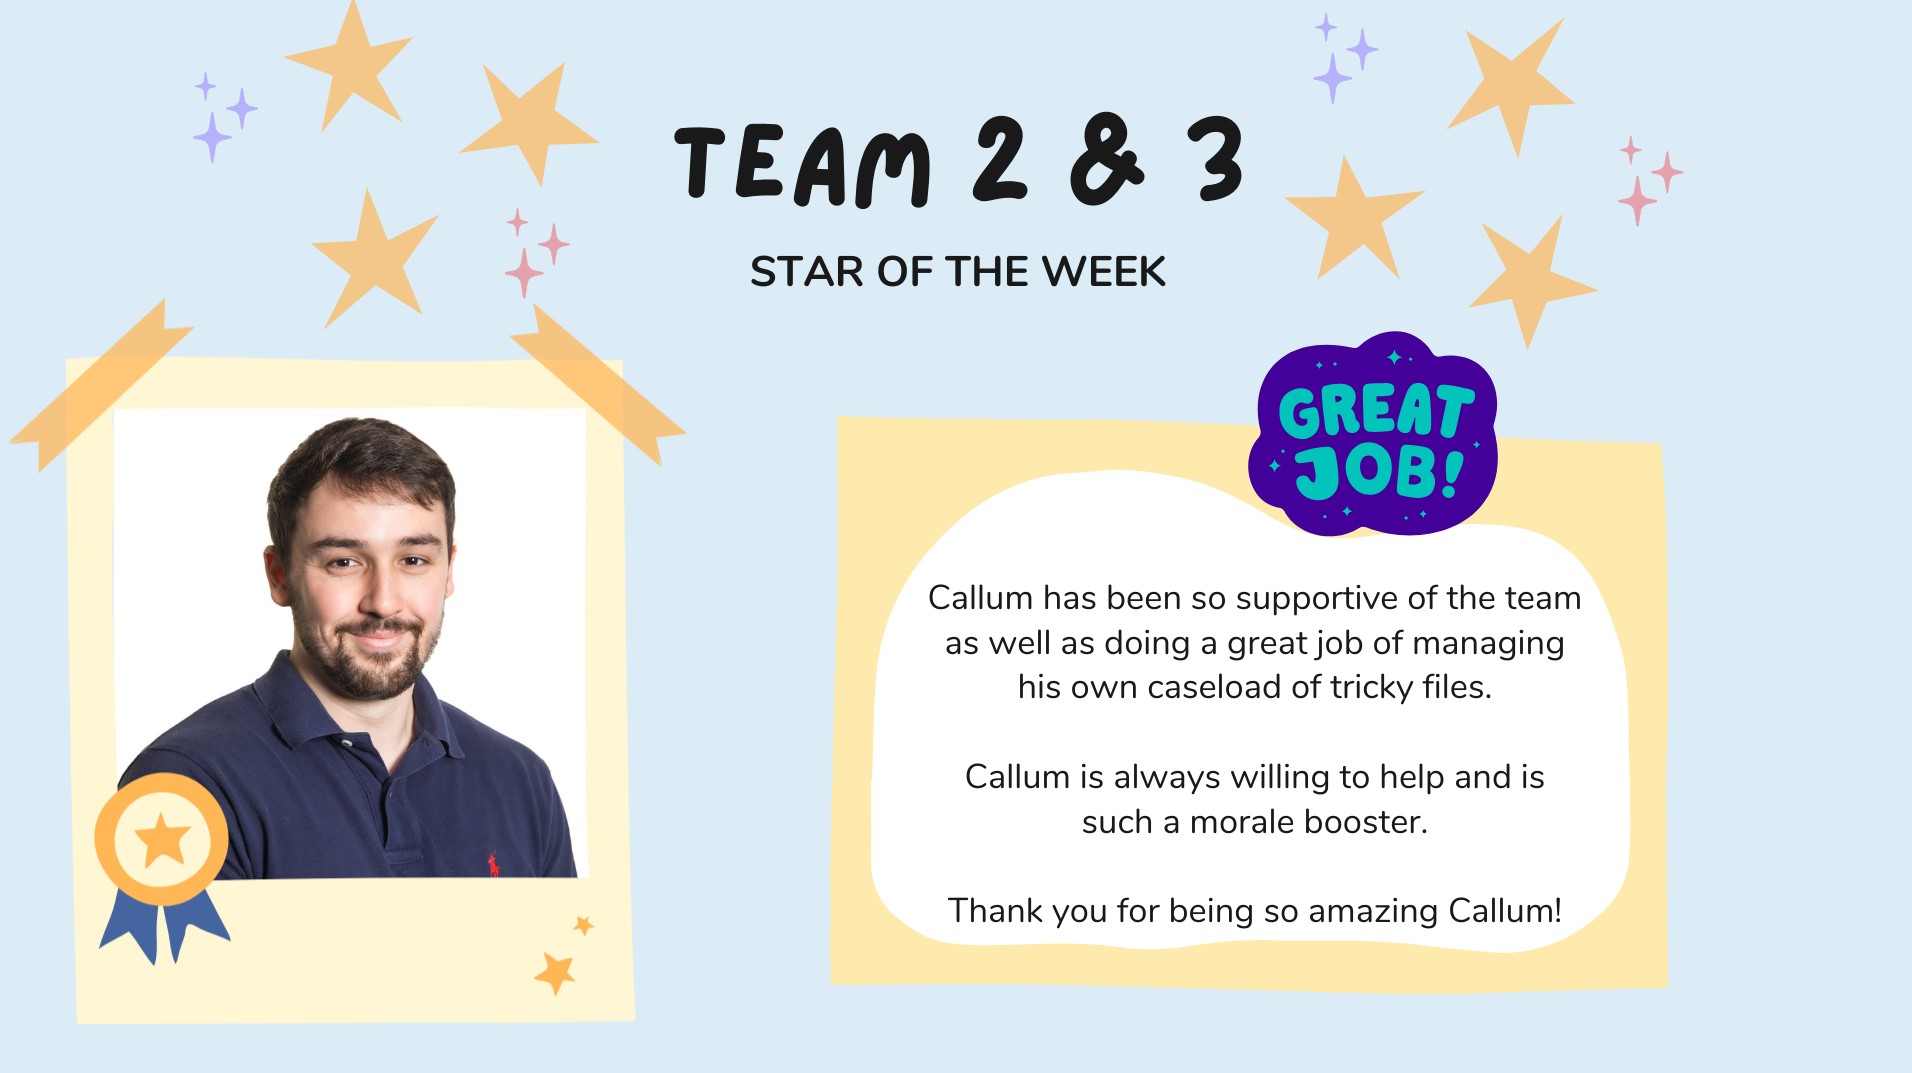 TEAM 2 & 3
STAR OF THE WEEK
GREAT
JOB!
Callum has been so supportive of the team
as well as doing a great job of managing
his own caseload of tricky files.
Callum is always willing to help and is
such a morale booster.
Thank you for being so amazing Callum!